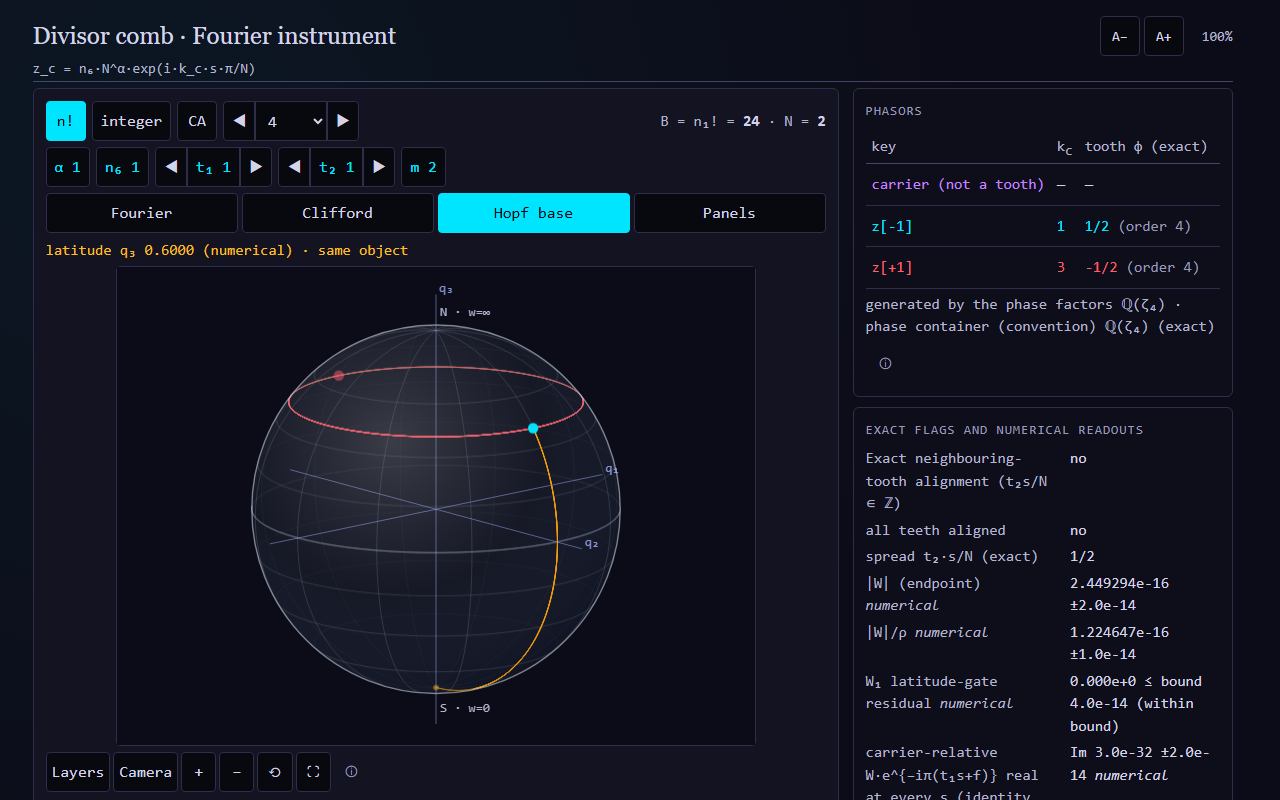 Divisor comb · Fourier instrument
A− A+ 100%
z_c = n₆·N^α·exp(i·k_c·s·π/N)
n! integer CA ◀ 4 ▶ B = n₁! = 24 · N = 2
α 1 n₆ 1 ◀ t₁ 1 ▶ ◀ t₂ 1 ▶ m 2
Fourier Clifford Hopf base Panels
latitude q₃ 0.6000 (numerical) · same object
q₃
N · w=∞
q₁
q₂
S · w=0
Layers Camera + − ⟲ ⛶ ⓘ
PHASORS
key k_C tooth ϕ (exact)
carrier (not a tooth) — —
z[-1] 1 1/2 (order 4)
z[+1] 3 -1/2 (order 4)
generated by the phase factors ℚ(ζ₄) ·
phase container (convention) ℚ(ζ₄) (exact)
ⓘ
EXACT FLAGS AND NUMERICAL READOUTS
Exact neighbouring- no
tooth alignment (t₂s/N
∈ ℤ)
all teeth aligned no
spread t₂·s/N (exact) 1/2
|W| (endpoint) 2.449294e-16
numerical ±2.0e-14
|W|/ρ numerical 1.224647e-16
±1.0e-14
W₁ latitude-gate 0.000e+0 ≤ bound
residual numerical 4.0e-14 (within
bound)
carrier-relative Im 3.0e-32 ±2.0e-
W·e^{−iπ(t₁s+f)} real 14 numerical
at every s (identity